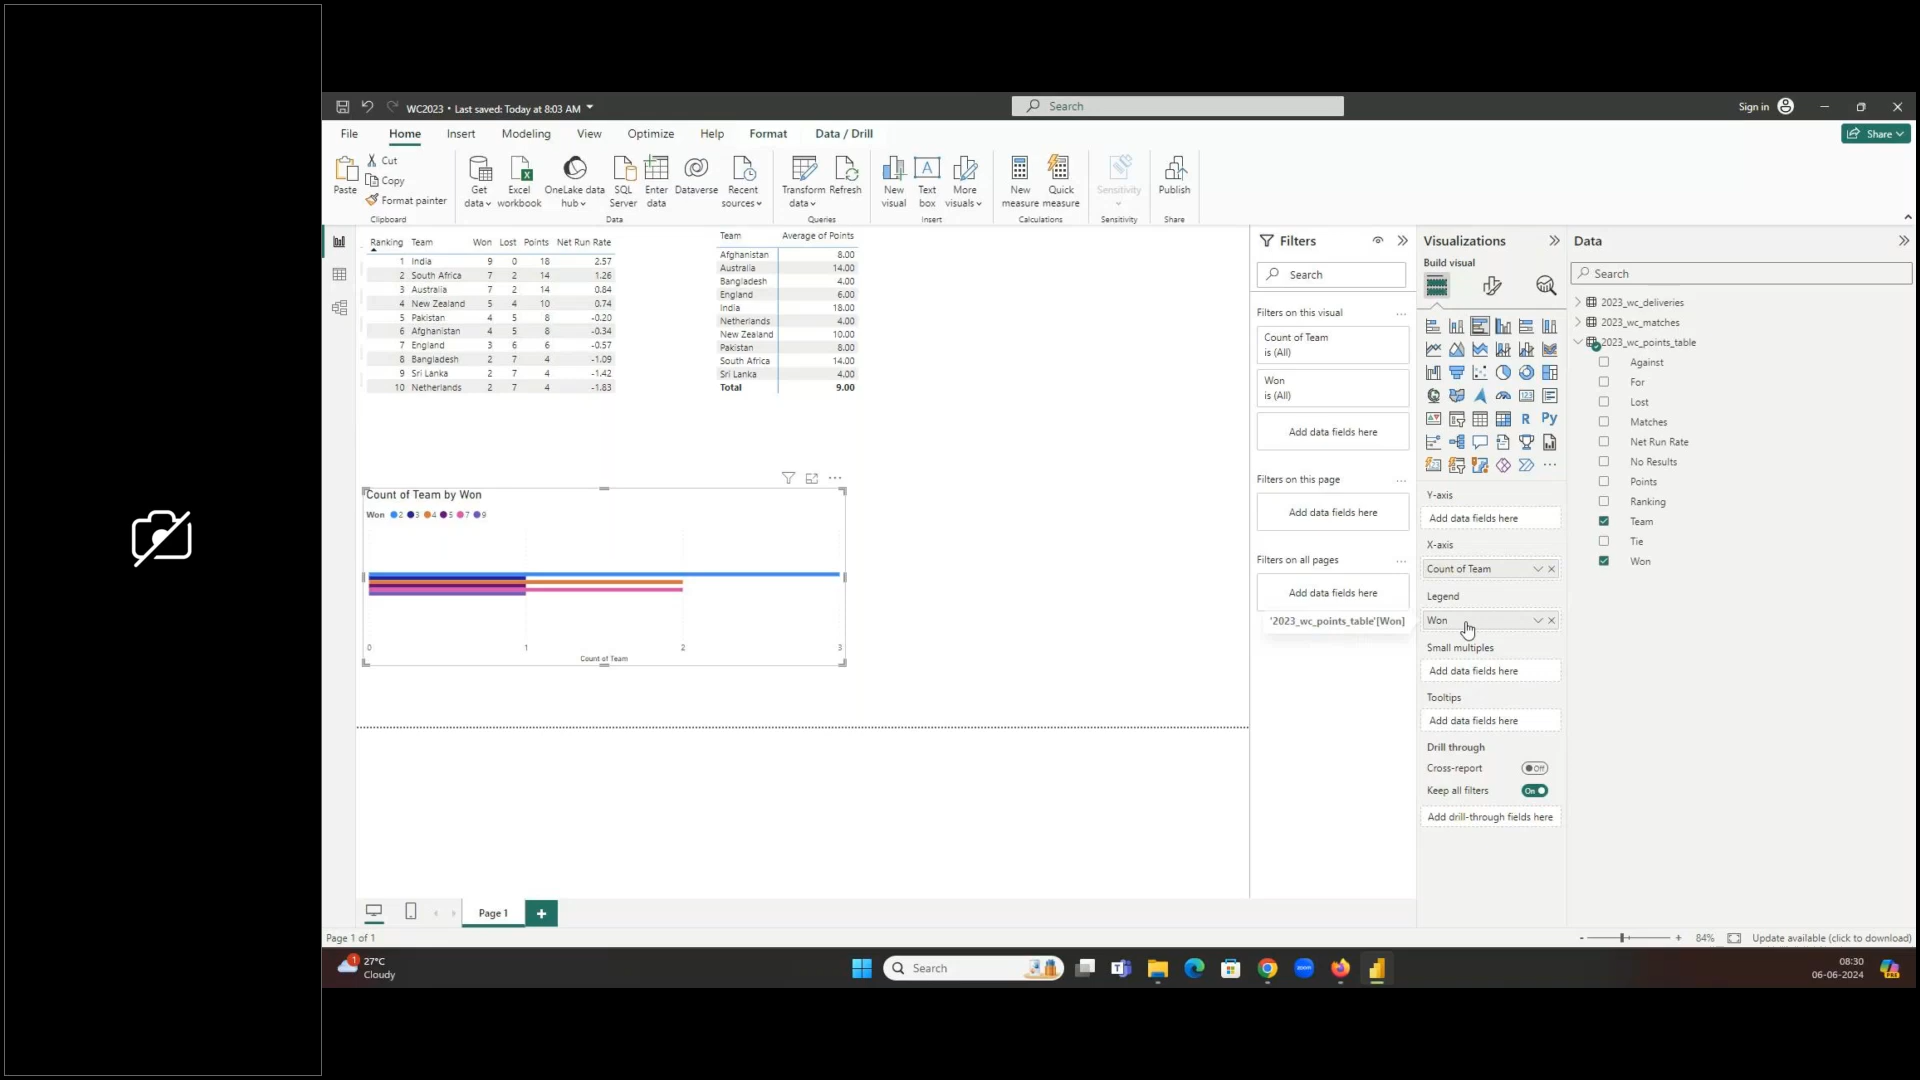 WC2023 • Last saved: Today at 8:03 AM
Search
Sign in
File Home Insert Modeling View Optimize Help Format Data / Drill
Share
Paste
Cut
Copy
Format painter
Clipboard
Get data
Excel workbook
OneLake data hub
SQL Server
Enter data
Dataverse
Recent sources
Data
Transform data
Refresh
Queries
New visual
Text box
More visuals
Insert
New measure
Quick measure
Calculations
Sensitivity
Sensitivity
Publish
Share
Ranking Team Won Lost Points Net Run Rate
1 India 9 0 18 2.57
2 South Africa 7 2 14 1.26
3 Australia 7 2 14 0.84
4 New Zealand 5 4 10 0.74
5 Pakistan 4 5 8 -0.20
6 Afghanistan 4 5 8 -0.34
7 England 3 6 6 -0.57
8 Bangladesh 2 7 4 -1.09
9 Sri Lanka 2 7 4 -1.42
10 Netherlands 2 7 4 -1.83
Team Average of Points
Afghanistan 8.00
Australia 14.00
Bangladesh 4.00
England 6.00
India 18.00
Netherlands 4.00
New Zealand 10.00
Pakistan 8.00
South Africa 14.00
Sri Lanka 4.00
Total 9.00
Count of Team by Won
Won 2 3 4 5 7 9
0 1 2 3
Count of Team
Filters
Search
Filters on this visual
Count of Team
is (All)
Won
is (All)
Add data fields here
Filters on this page
Add data fields here
Filters on all pages
Add data fields here
'2023_wc_points_table'[Won]
Visualizations
Build visual
R
Py
123
Y-axis
Add data fields here
X-axis
Count of Team
Legend
Won
Small multiples
Add data fields here
Tooltips
Add data fields here
Drill through
Cross-report Off
Keep all filters On
Add drill-through fields here
Data
Search
2023_wc_deliveries
2023_wc_matches
2023_wc_points_table
Against
For
Lost
Matches
Net Run Rate
No Results
Points
Ranking
Team
Tie
Won
Page 1
Page 1 of 1
84%
Update available (click to download)
1
27°C
Cloudy
Search
zoom
08:30
06-06-2024
PRE